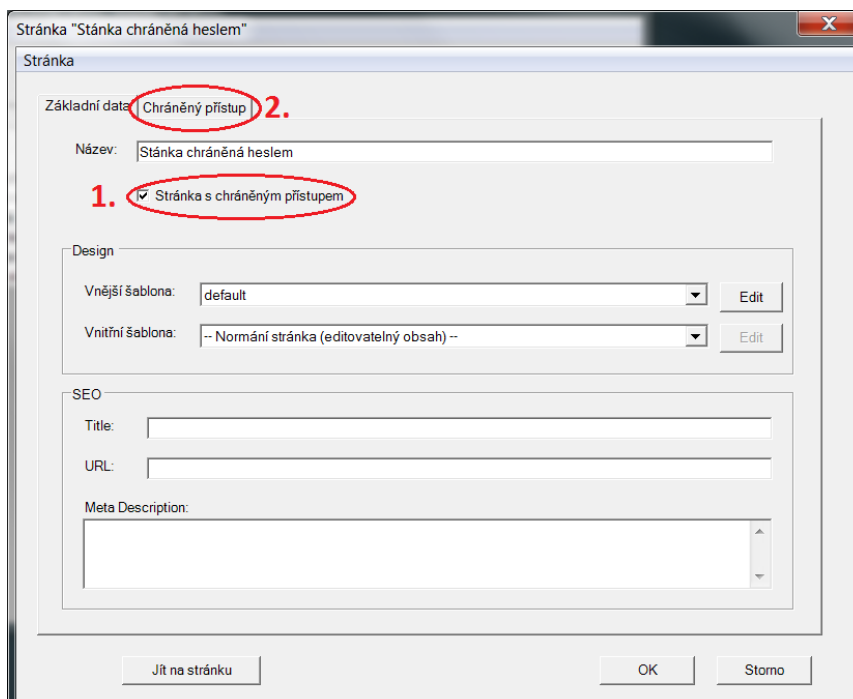 Stránka "Stánka chráněná heslem"
Stránka
Základní data Chráněný přístup 2.
Název: Stánka chráněná heslem
1. Stránka s chráněným přístupem
Design
Vnější šablona: default Edit
Vnitřní šablona: -- Normání stránka (editovatelný obsah) -- Edit
SEO
Title:
URL:
Meta Description:
Jít na stránku OK Storno